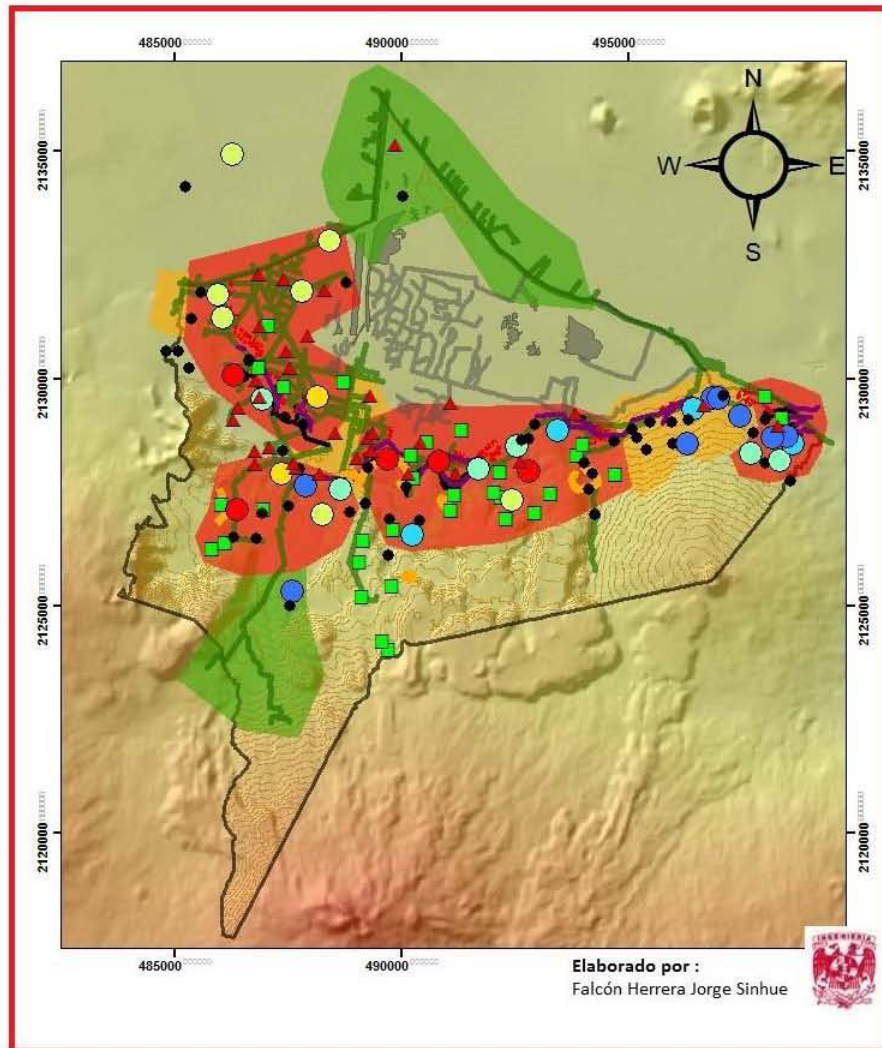 485000 490000 495000
N
W E
S
2135000 2135000
2130000 2130000
2125000 2125000
2120000 2120000
485000 490000
Elaborado por :
Falcón Herrera Jorge Sinhue
INGENIERIA